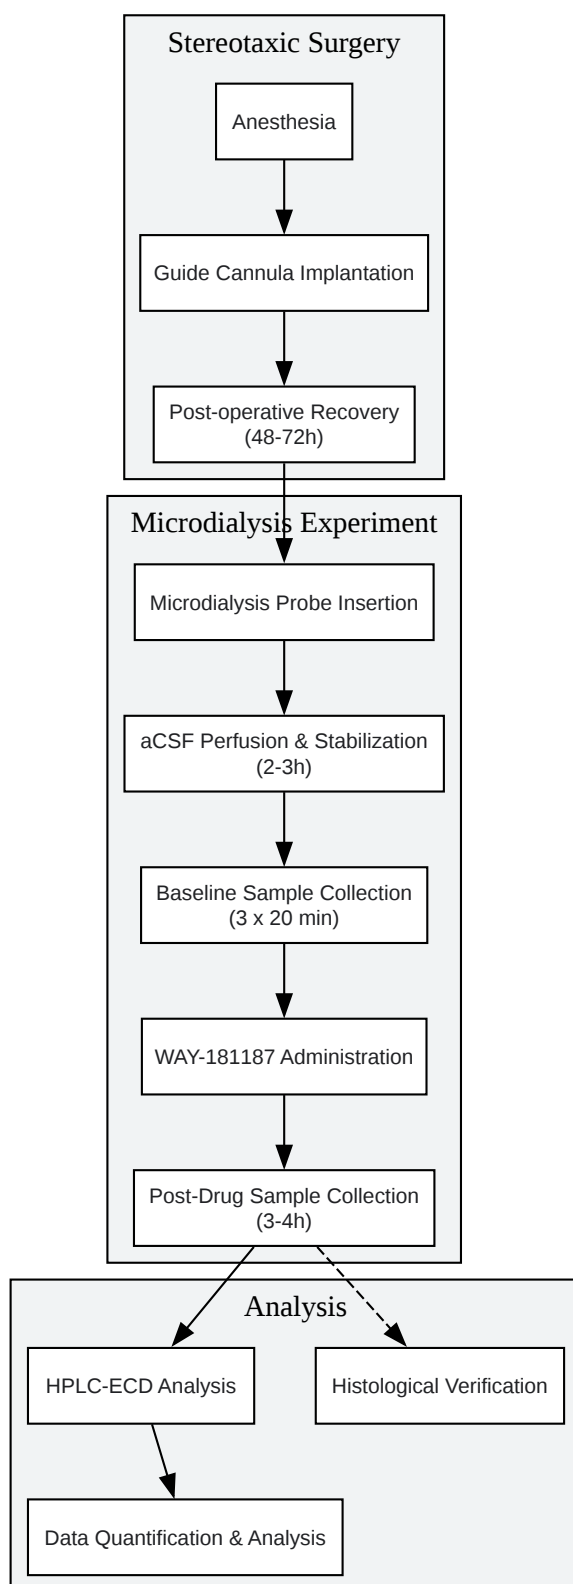 Stereotaxic Surgery
Anesthesia
Guide Cannula Implantation
Post-operative Recovery
(48-72h)
Microdialysis Experiment
Microdialysis Probe Insertion
aCSF Perfusion & Stabilization
(2-3h)
Baseline Sample Collection
(3 x 20 min)
WAY-181187 Administration
Post-Drug Sample Collection
(3-4h)
Analysis
HPLC-ECD Analysis
Histological Verification
Data Quantification & Analysis